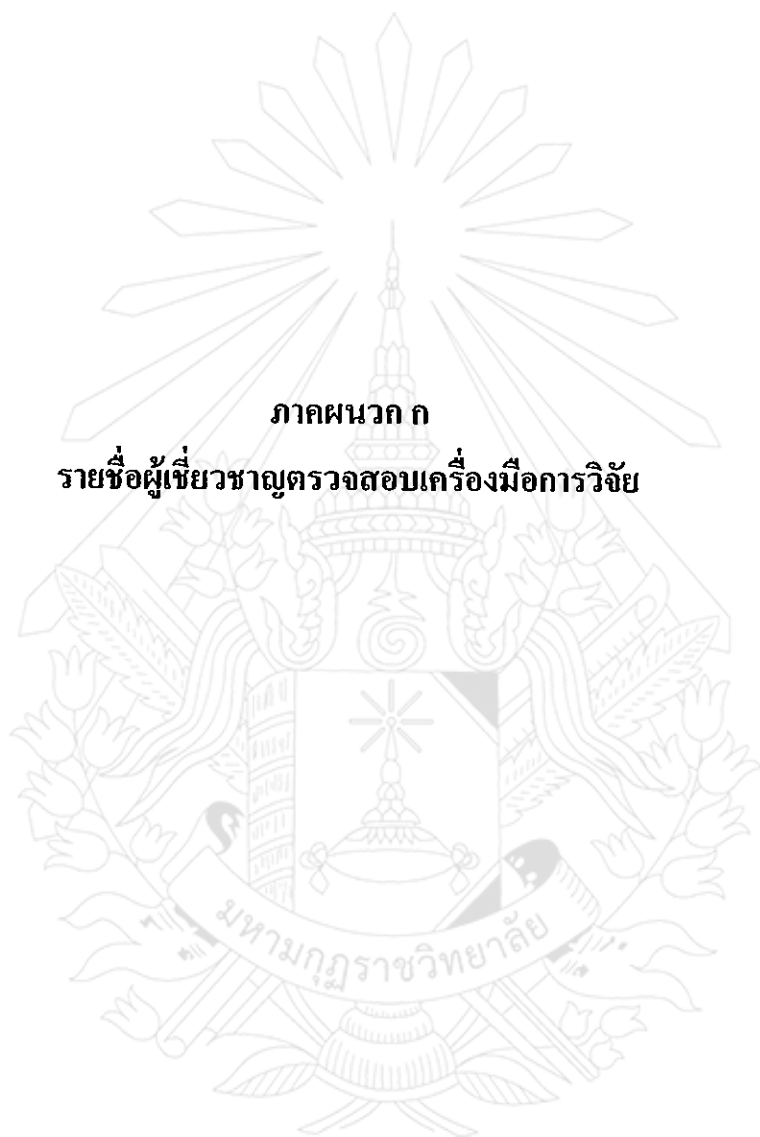 ภาคผนวก ก
รายชื่อผู้เชี่ยวชาญตรวจสอบเครื่องมือการวิจัย
มหามกุฏราชวิทยาลัย